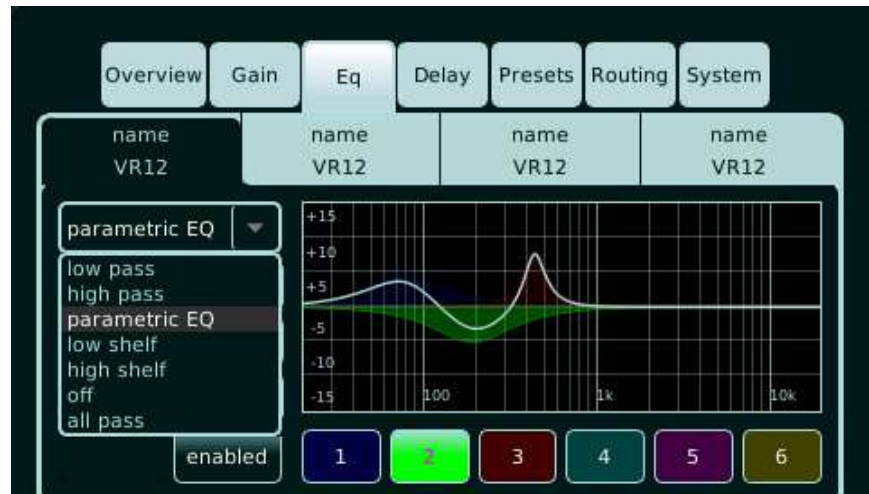 Overview Gain Eq Delay Presets Routing System
name name name name
VR12 VR12 VR12 VR12
parametric EQ
low pass
high pass
parametric EQ
low shelf
high shelf
off
all pass
+15
+10
+5
-5
-10
-15 100 1k 10k
enabled 1 2 3 4 5 6